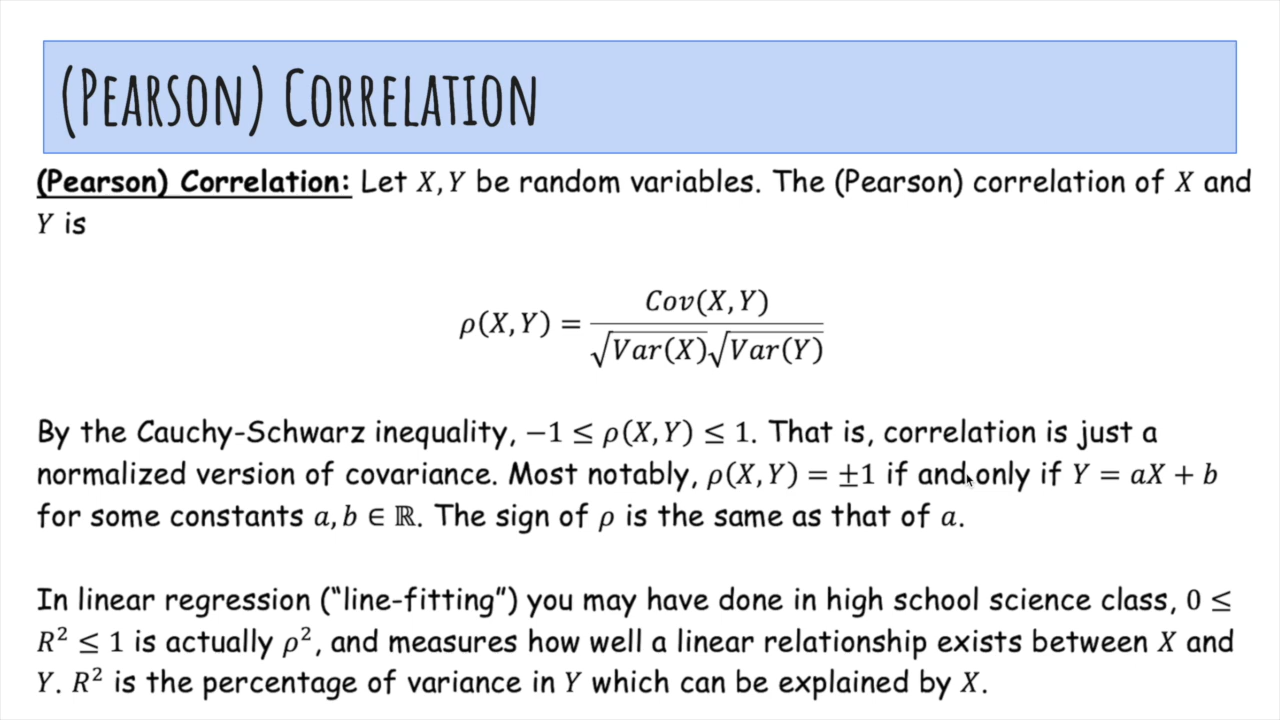 (PEARSON) CORRELATION
(Pearson) Correlation: Let X, Y be random variables. The (Pearson) correlation of X and
Y is
ρ(X, Y) = Cov(X, Y) / √Var(X)√Var(Y)
By the Cauchy-Schwarz inequality, −1 ≤ ρ(X, Y) ≤ 1. That is, correlation is just a
normalized version of covariance. Most notably, ρ(X, Y) = ±1 if and only if Y = aX + b
for some constants a, b ∈ ℝ. The sign of ρ is the same as that of a.
In linear regression (“line-fitting”) you may have done in high school science class, 0 ≤
R² ≤ 1 is actually ρ², and measures how well a linear relationship exists between X and
Y. R² is the percentage of variance in Y which can be explained by X.